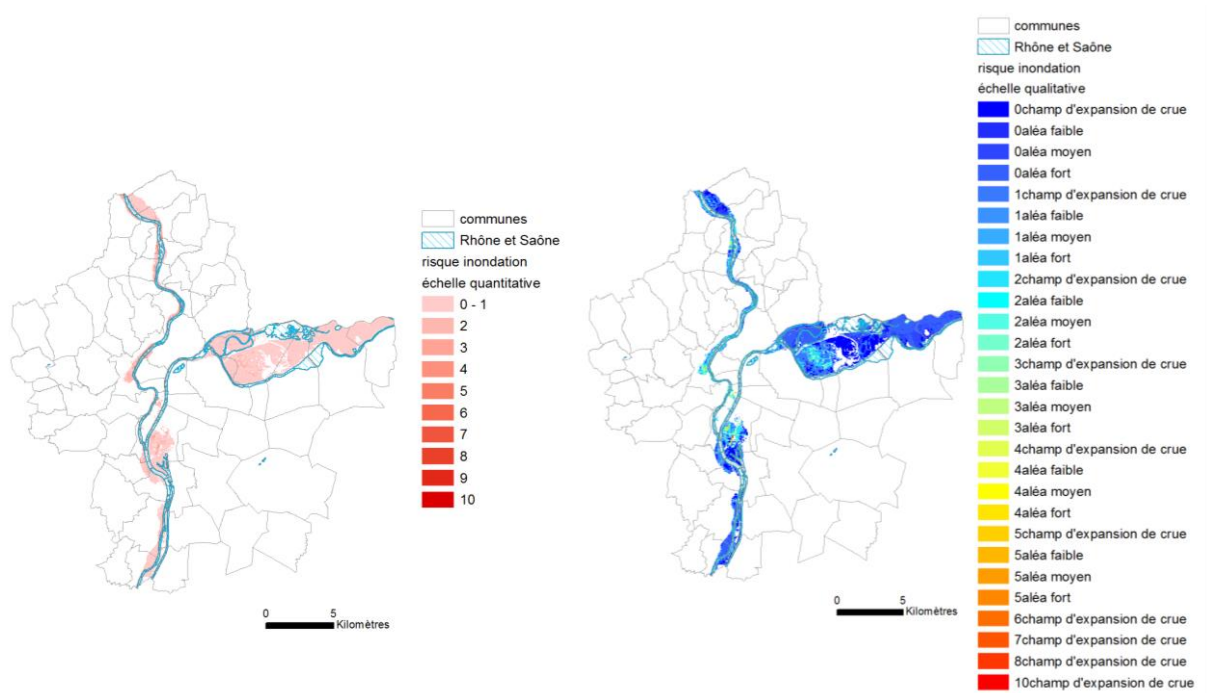 communes
Rhône et Saône
risque inondation
échelle quantitative
0 - 1
2
3
4
5
6
7
8
9
10
0 5
Kilomètres
communes
Rhône et Saône
risque inondation
échelle qualitative
0champ d'expansion de crue
0aléa faible
0aléa moyen
0aléa fort
1champ d'expansion de crue
1aléa faible
1aléa moyen
1aléa fort
2champ d'expansion de crue
2aléa faible
2aléa moyen
2aléa fort
3champ d'expansion de crue
3aléa faible
3aléa moyen
3aléa fort
4champ d'expansion de crue
4aléa faible
4aléa moyen
4aléa fort
5champ d'expansion de crue
5aléa faible
5aléa moyen
5aléa fort
6champ d'expansion de crue
7champ d'expansion de crue
8champ d'expansion de crue
10champ d'expansion de crue
0 5
Kilomètres